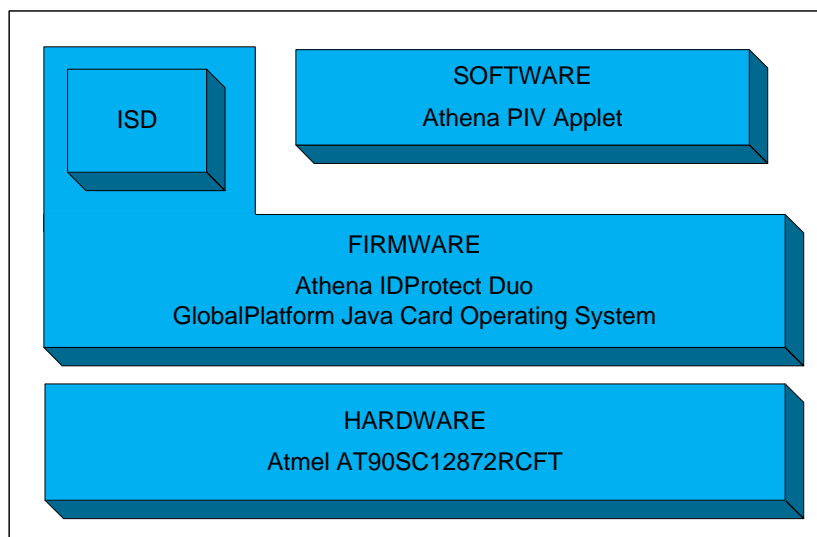 ISD
SOFTWARE
Athena PIV Applet
FIRMWARE
Athena IDProtect Duo
GlobalPlatform Java Card Operating System
HARDWARE
Atmel AT90SC12872RCFT